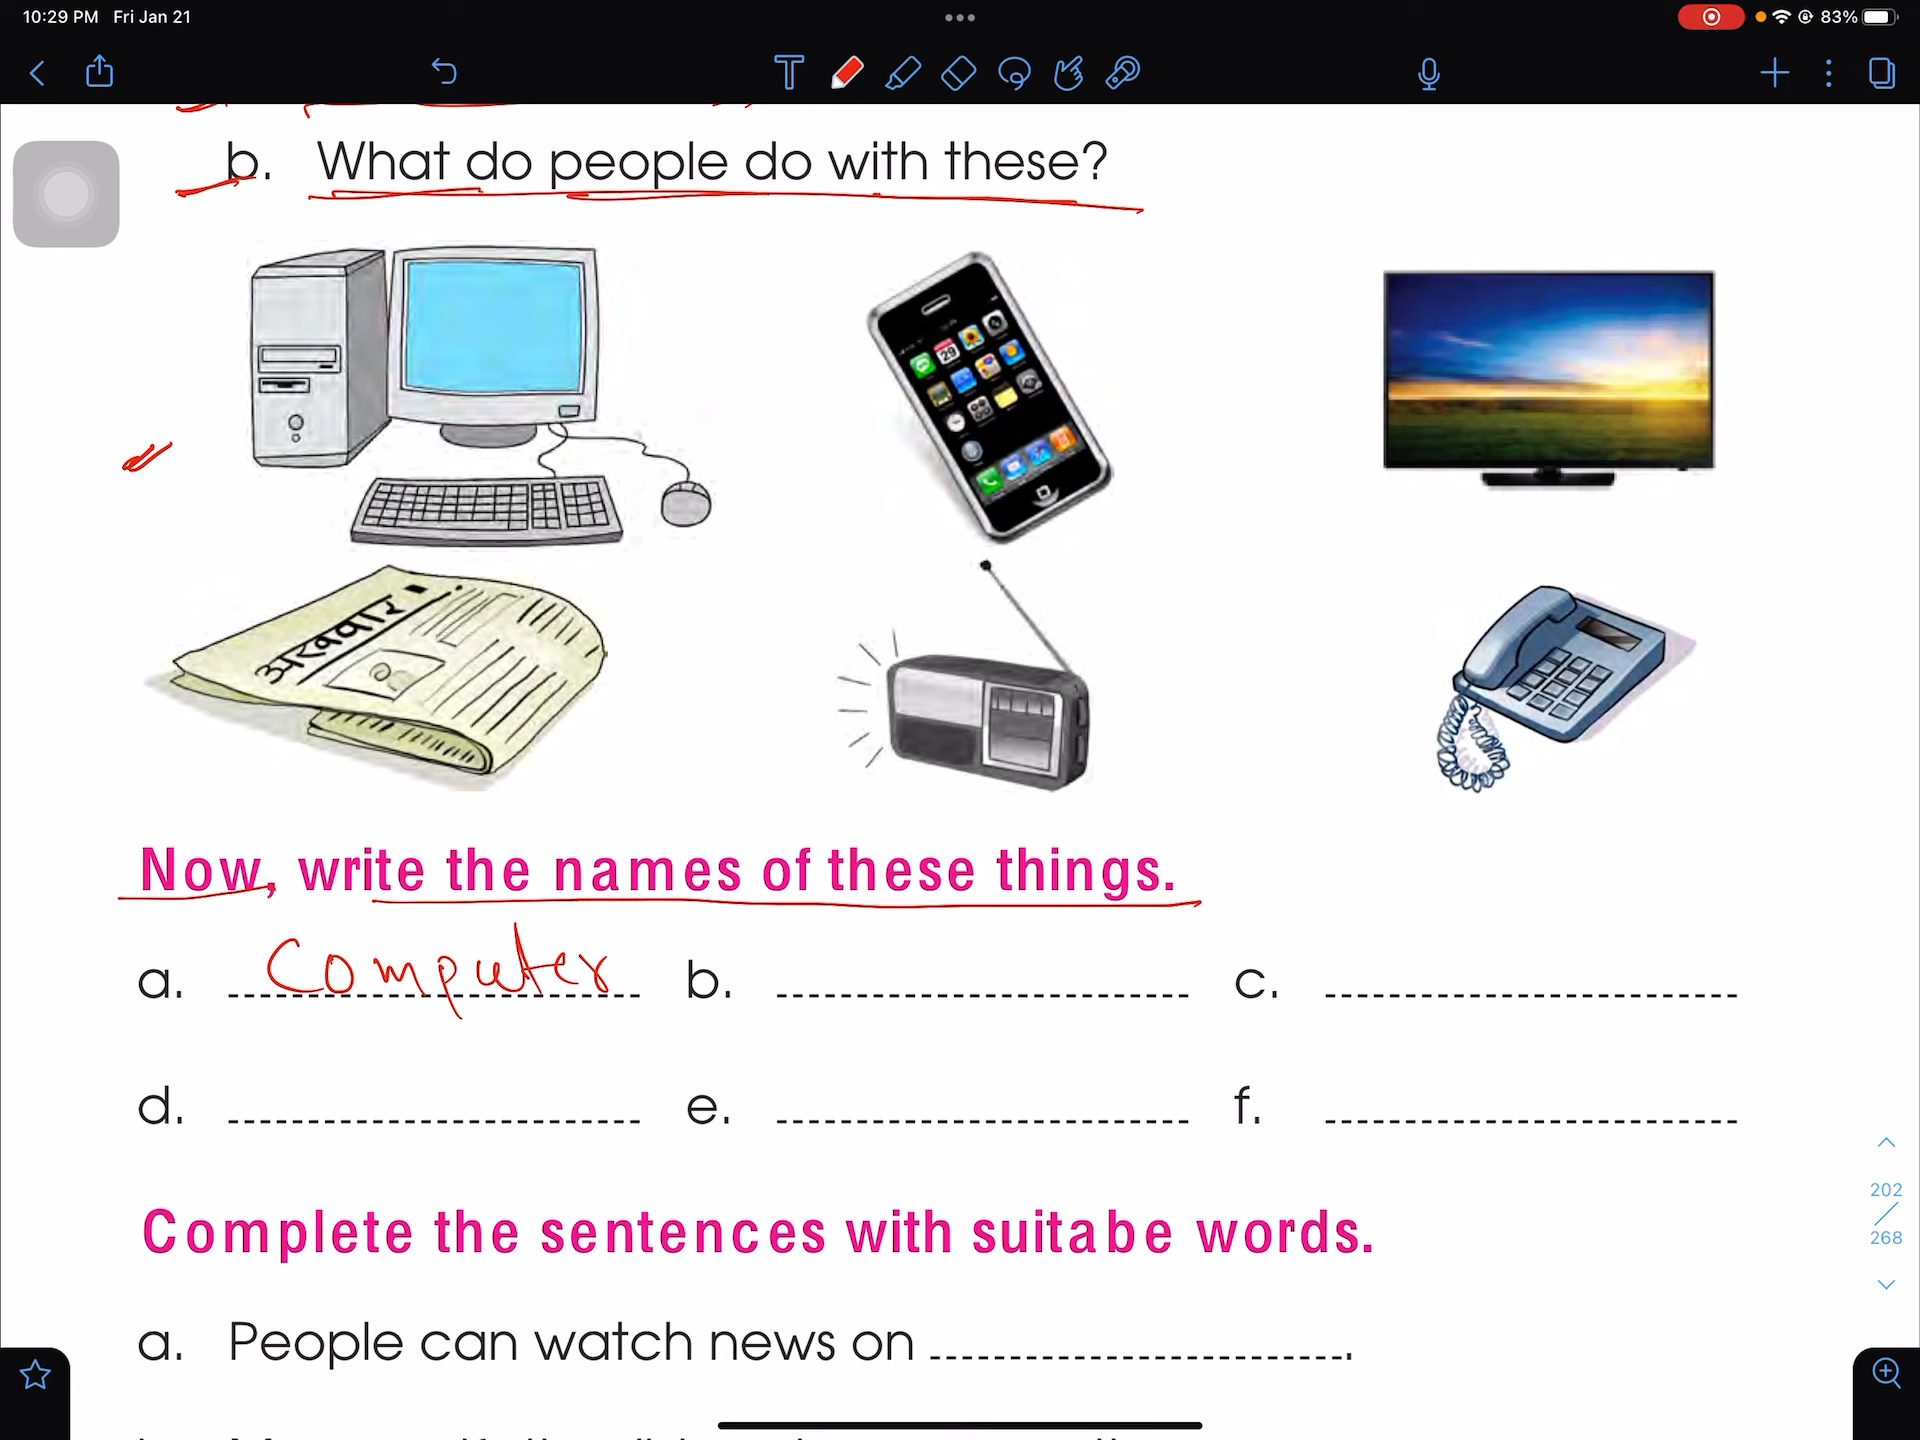 10:29 PM Fri Jan 21
83%
b. What do people do with these?
29
अखबार
Now, write the names of these things.
a. Computer b. c.
d. e. f.
202
268
Complete the sentences with suitabe words.
a. People can watch news on .